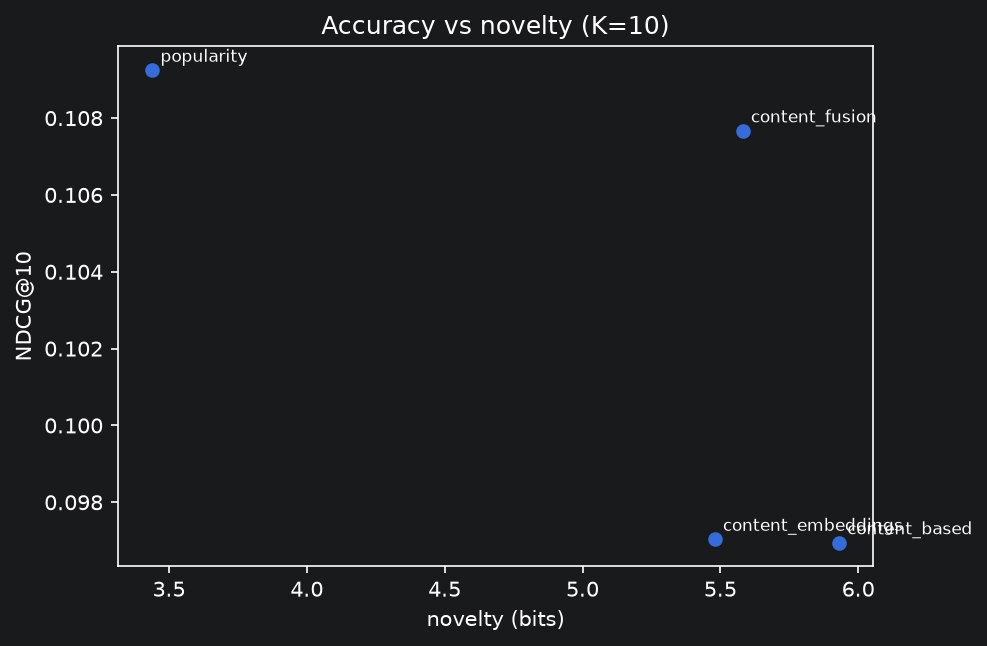 Accuracy vs novelty (K=10)
popularity
content_fusion
content_embeddings
content_based
0.108
0.106
0.104
0.102
0.100
0.098
NDCG@10
3.5
4.0
4.5
5.0
5.5
6.0
novelty (bits)